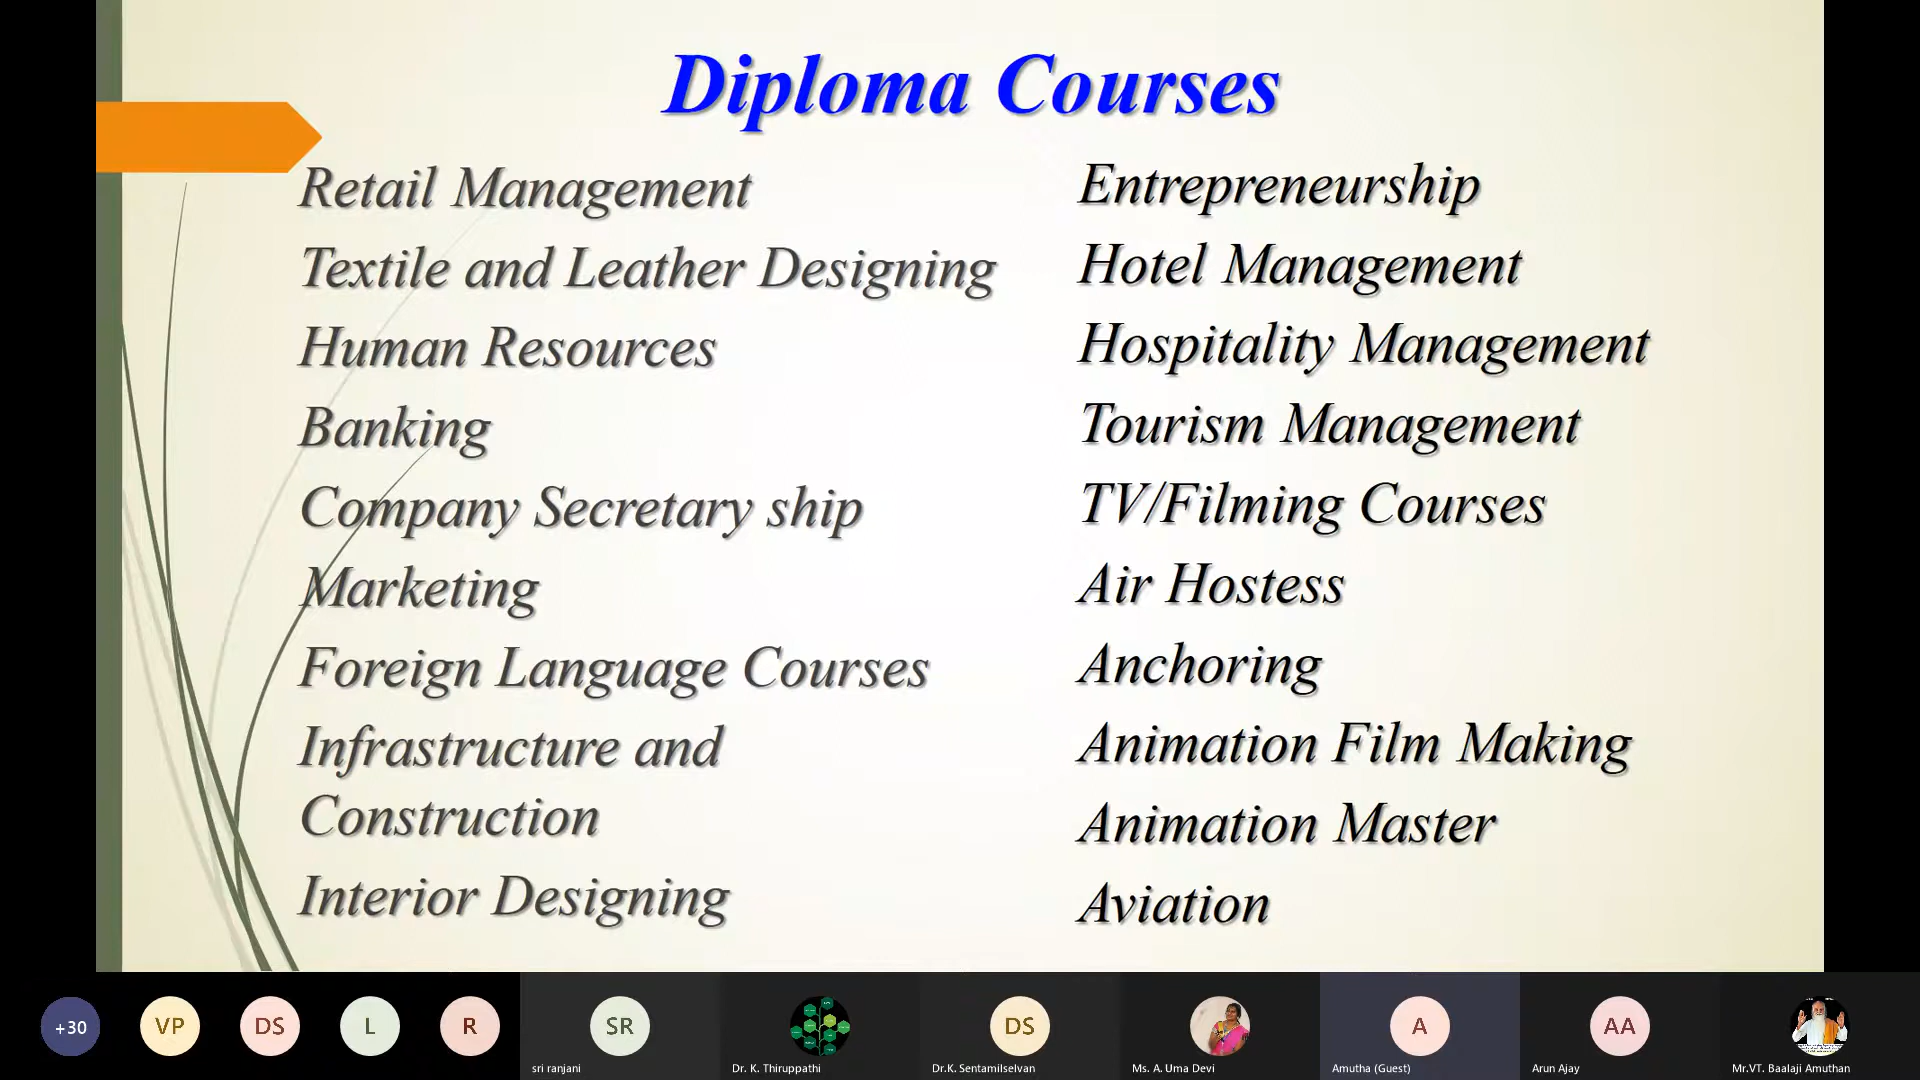 Diploma Courses
Retail Management
Textile and Leather Designing
Human Resources
Banking
Company Secretary ship
Marketing
Foreign Language Courses
Infrastructure and
Construction
Interior Designing
Entrepreneurship
Hotel Management
Hospitality Management
Tourism Management
TV/Filming Courses
Air Hostess
Anchoring
Animation Film Making
Animation Master
Aviation
+30
VP
DS
L
R
SR
DS
A
AA
sri ranjani
Dr. K. Thiruppathi
Dr.K. Sentamilselvan
Ms. A. Uma Devi
Amutha (Guest)
Arun Ajay
Mr.VT. Baalaji Amuthan